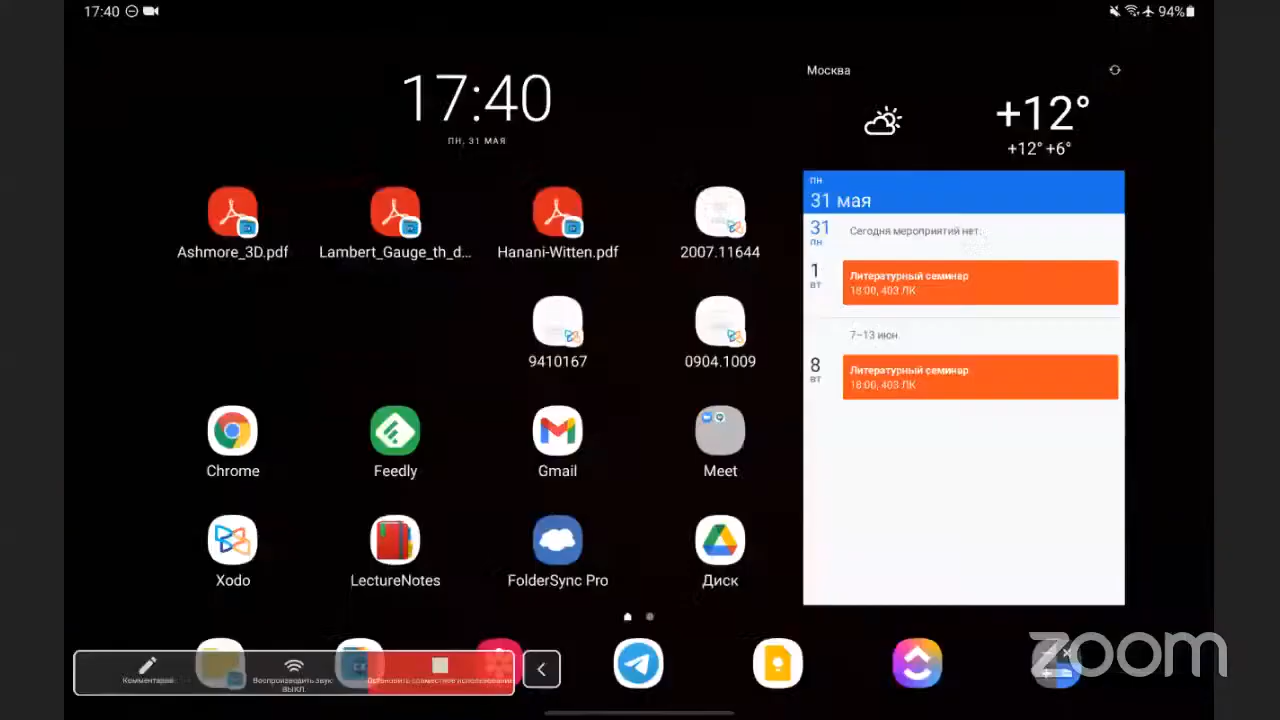 17:40
94%
17:40
ПН, 31 МАЯ
Москва
+12°
+12° +6°
Ashmore_3D.pdf
Lambert_Gauge_th_d...
Hanani-Witten.pdf
2007.11644
9410167
0904.1009
Chrome
Feedly
Gmail
Meet
Xodo
LectureNotes
FolderSync Pro
Диск
пн
31 мая
31
пн
Сегодня мероприятий нет.
1
вт
Литературный семинар
18:00, 403 ЛК
7–13 июн.
8
вт
Литературный семинар
18:00, 403 ЛК
Комментарий
Воспроизводить звук:
ВЫКЛ.
Остановить совместное использование
zoom